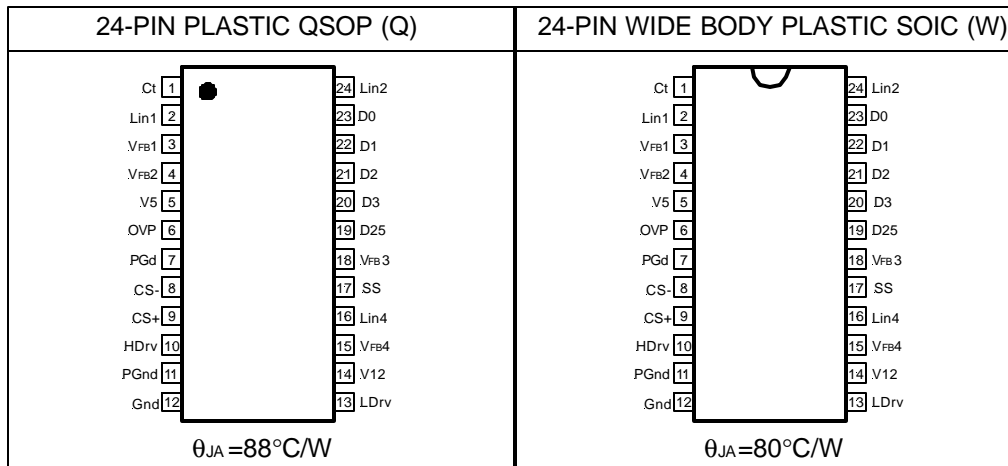 24-PIN PLASTIC QSOP (Q)
Ct 1 24 Lin2
Lin1 2 23 D0
VFB1 3 22 D1
VFB2 4 21 D2
V5 5 20 D3
OVP 6 19 D25
PGd 7 18 VFB3
CS- 8 17 SS
CS+ 9 16 Lin4
HDrv 10 15 VFB4
PGnd 11 14 V12
Gnd 12 13 LDrv
θJA =88°C/W
24-PIN WIDE BODY PLASTIC SOIC (W)
Ct 1 24 Lin2
Lin1 2 23 D0
VFB1 3 22 D1
VFB2 4 21 D2
V5 5 20 D3
OVP 6 19 D25
PGd 7 18 VFB3
CS- 8 17 SS
CS+ 9 16 Lin4
HDrv 10 15 VFB4
PGnd 11 14 V12
Gnd 12 13 LDrv
θJA =80°C/W